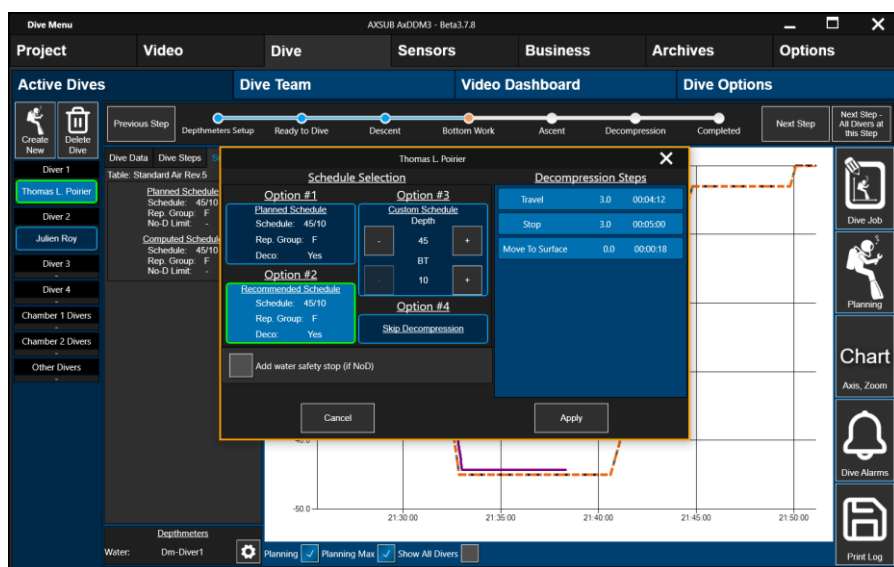 Dive Menu
AXSUB AxDDM3 - Beta3.7.8
Project Video Dive Sensors Business Archives Options
Active Dives Dive Team Video Dashboard Dive Options
Create New
Delete Dive
Previous Step
Depthmeters Setup Ready to Dive Descent Bottom Work Ascent Decompression Completed
Next Step
Next Step - All Divers at this Step
Diver 1
Thomas L. Poirier
Diver 2
Julien Roy
Diver 3
-
Diver 4
-
Chamber 1 Divers
-
Chamber 2 Divers
-
Other Divers
-
Dive Data Dive Steps
Table: Standard Air Rev.5
Planned Schedule
Schedule: 45/10
Rep. Group: F
No-D Limit: -
Computed Schedule
Schedule: 45/10
Rep. Group: F
No-D Limit: -
Thomas L. Poirier
Schedule Selection
Option #1
Planned Schedule
Schedule: 45/10
Rep. Group: F
Deco: Yes
Option #2
Recommended Schedule
Schedule: 45/10
Rep. Group: F
Deco: Yes
Option #3
Custom Schedule
Depth
- 45 +
BT
- 10 +
Option #4
Skip Decompression
Add water safety stop (if NoD)
Decompression Steps
Travel 3.0 00:04:12
Stop 3.0 00:05:00
Move To Surface 0.0 00:00:18
Cancel
Apply
-50.0
21:30:00 21:35:00 21:40:00 21:45:00 21:50:00
Depthmeters
Water: Dm-Diver1
Planning Planning Max Show All Divers
Dive Job
Planning
Chart
Axis, Zoom
Dive Alarms
Print Log